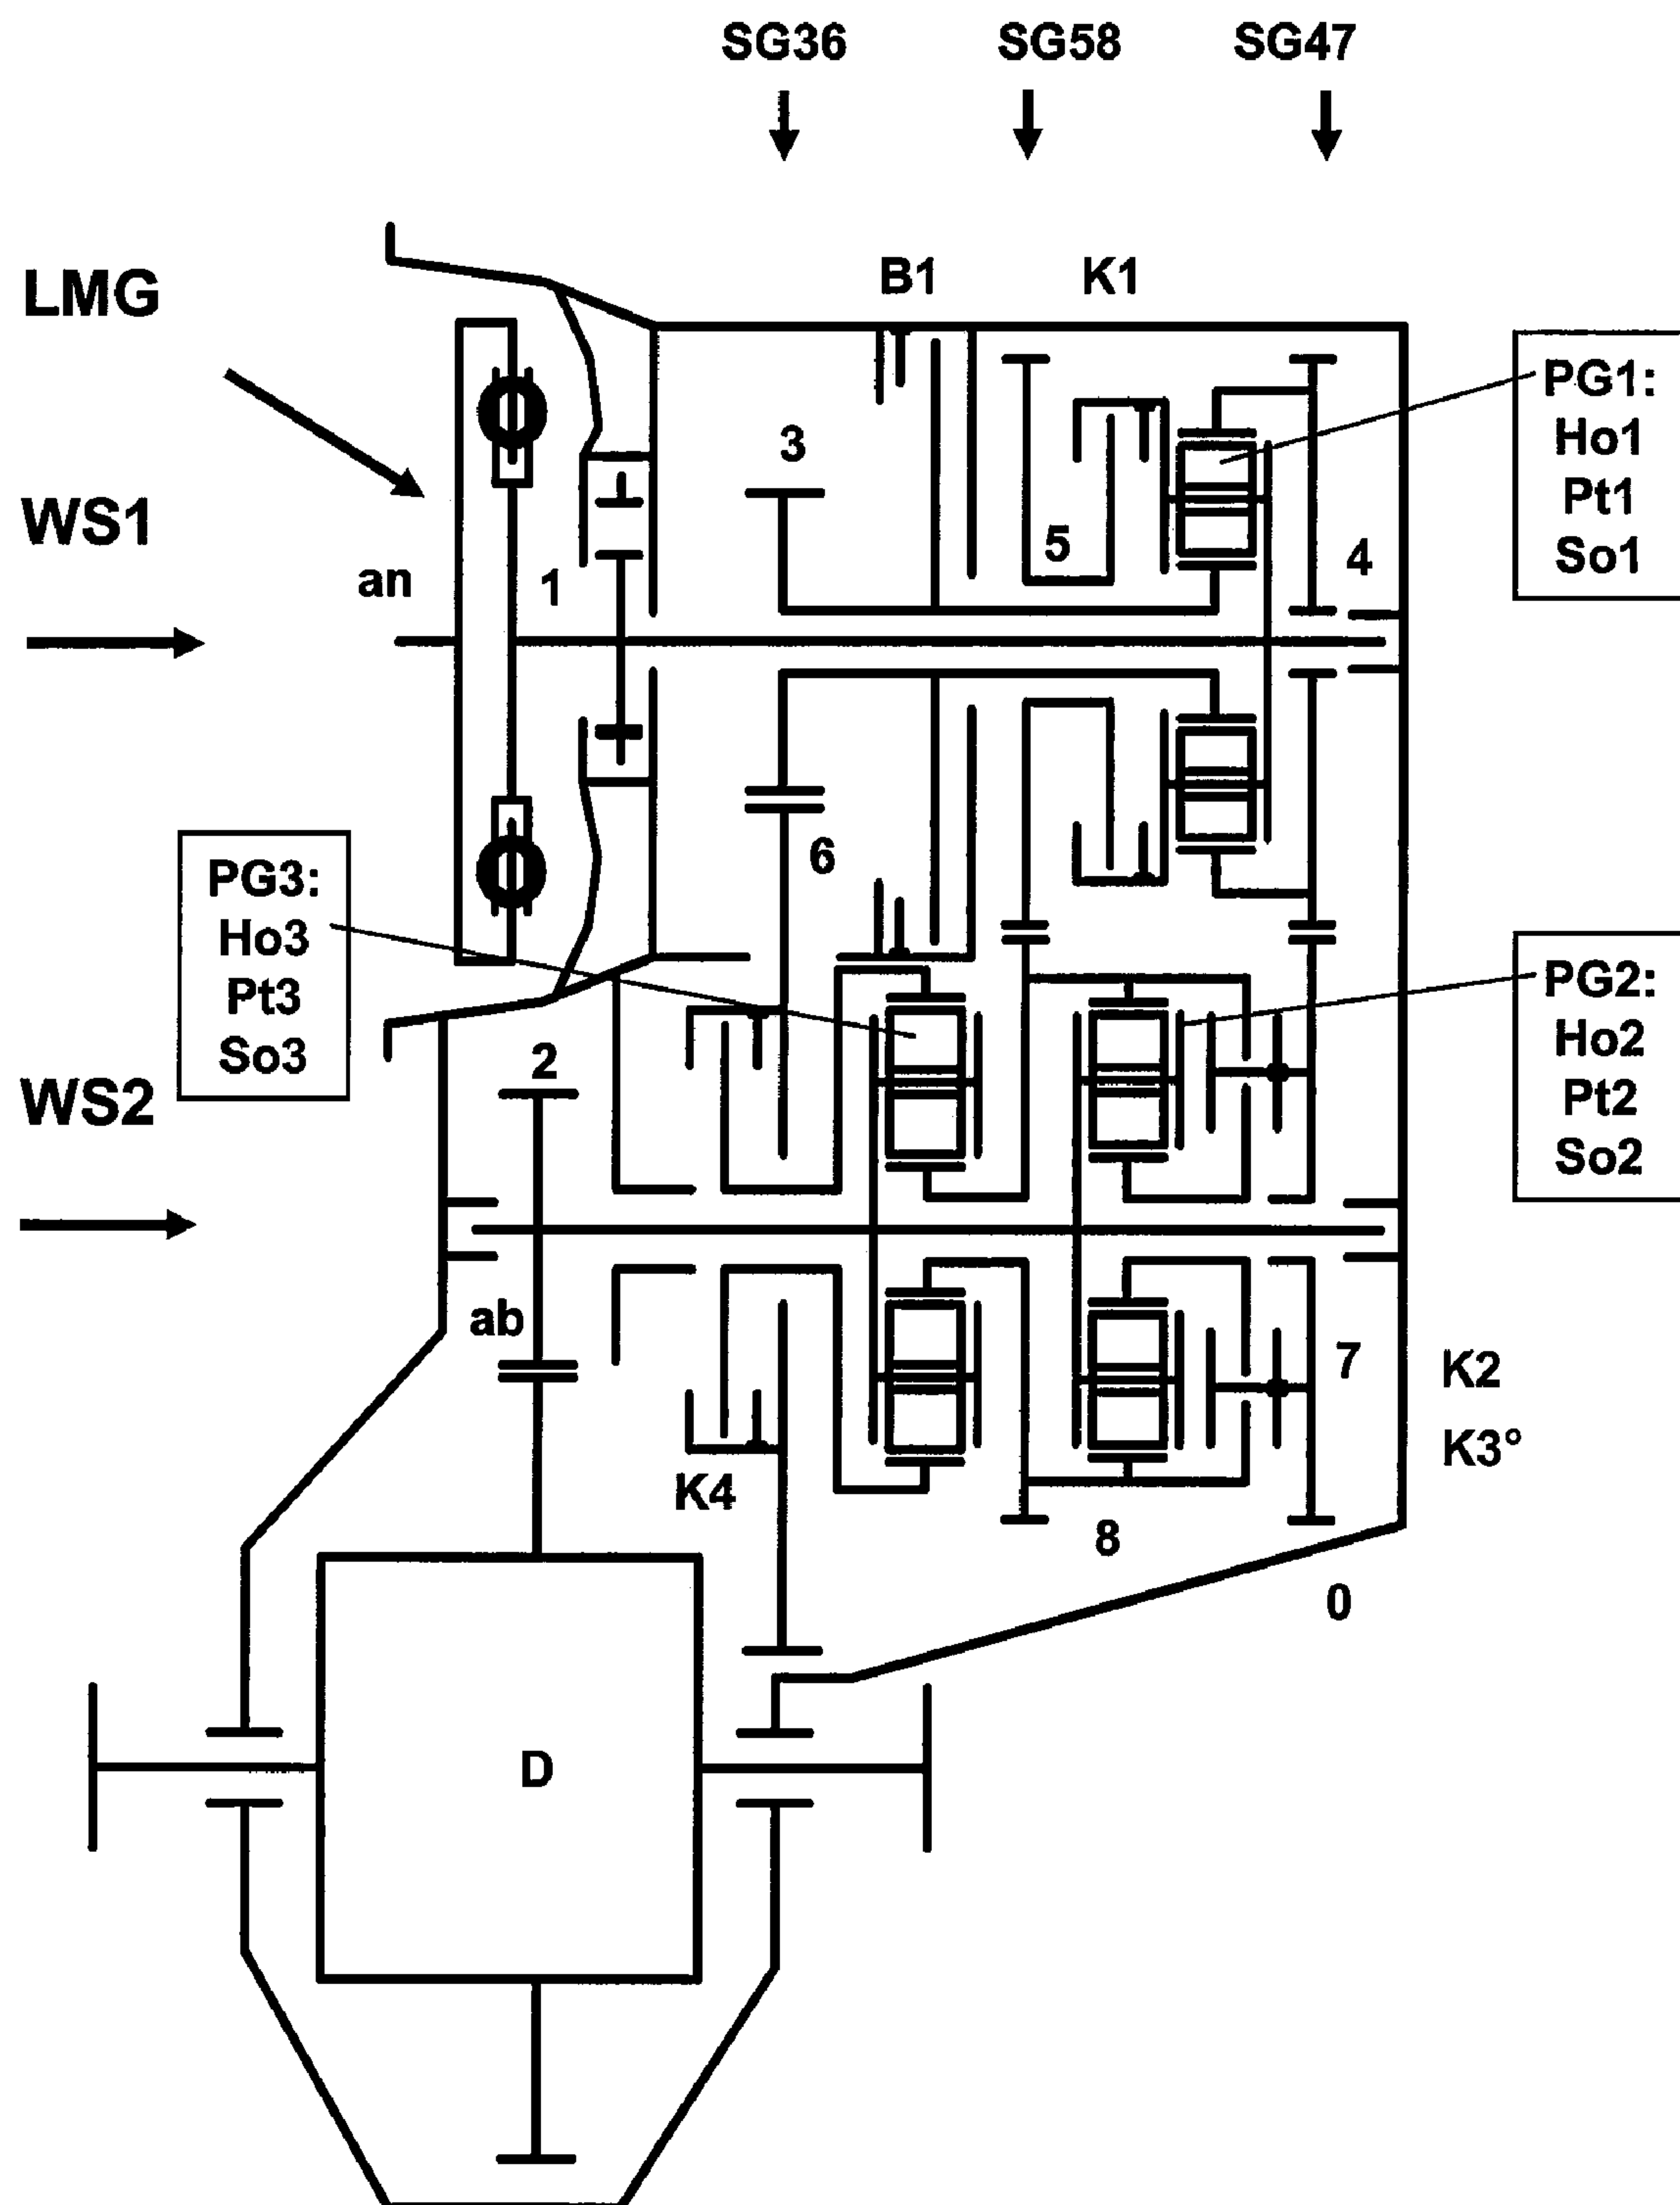 SG36 SG58 SG47
LMG
B1 K1
PG1:
Ho1
Pt1
So1
3
WS1
an 1 5 4
6
PG3:
Ho3
Pt3
So3
PG2:
Ho2
Pt2
So2
2
WS2
ab
7
K2
K3°
K4
8
0
D